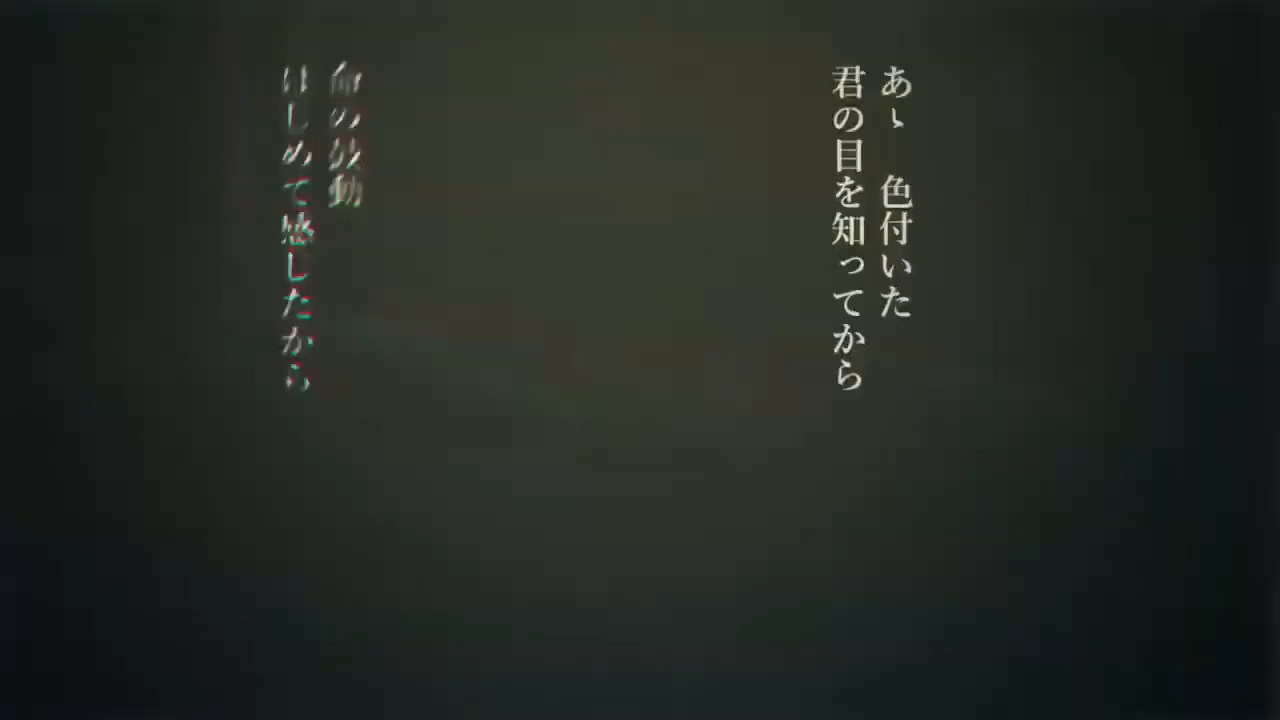 あゝ　色付いた
君の目を知ってから
命の鼓動
はじめて感じたから